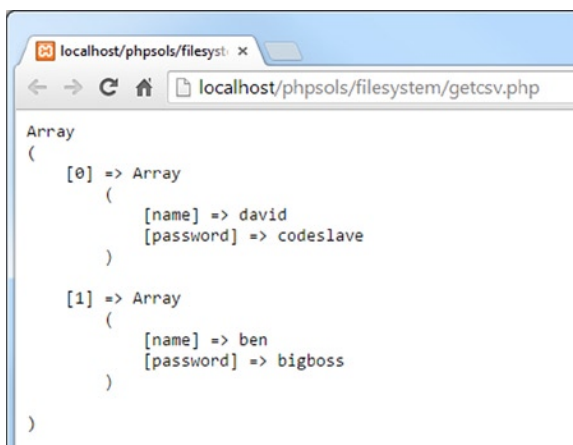 localhost/phpsols/filesyst
localhost/phpsols/filesystem/getcsv.php
Array
(
    [0] => Array
        (
            [name] => david
            [password] => codeslave
        )

    [1] => Array
        (
            [name] => ben
            [password] => bigboss
        )

)